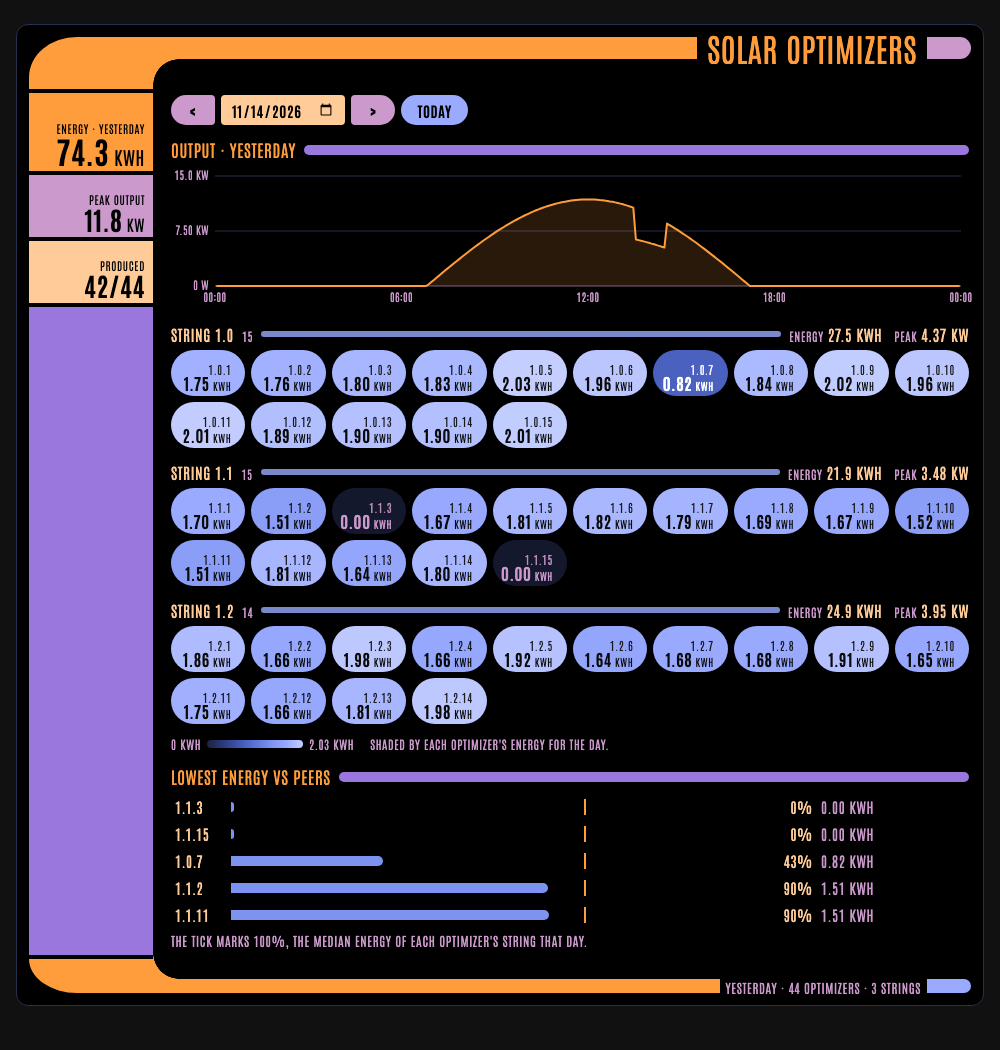 SOLAR OPTIMIZERS
ENERGY · YESTERDAY
74.3 KWH
PEAK OUTPUT
11.8 KW
PRODUCED
42/44
< 11/14/2026 > TODAY
OUTPUT · YESTERDAY
15.0 KW
7.50 KW
0 W
00:00 06:00 12:00 18:00 00:00
STRING 1.0 15 ENERGY 27.5 KWH PEAK 4.37 KW
1.0.1 1.0.2 1.0.3 1.0.4 1.0.5 1.0.6 1.0.7 1.0.8 1.0.9 1.0.10
1.75 KWH 1.76 KWH 1.80 KWH 1.83 KWH 2.03 KWH 1.96 KWH 0.82 KWH 1.84 KWH 2.02 KWH 1.96 KWH
1.0.11 1.0.12 1.0.13 1.0.14 1.0.15
2.01 KWH 1.89 KWH 1.90 KWH 1.90 KWH 2.01 KWH
STRING 1.1 15 ENERGY 21.9 KWH PEAK 3.48 KW
1.1.1 1.1.2 1.1.3 1.1.4 1.1.5 1.1.6 1.1.7 1.1.8 1.1.9 1.1.10
1.70 KWH 1.51 KWH 0.00 KWH 1.67 KWH 1.81 KWH 1.82 KWH 1.79 KWH 1.69 KWH 1.67 KWH 1.52 KWH
1.1.11 1.1.12 1.1.13 1.1.14 1.1.15
1.51 KWH 1.81 KWH 1.64 KWH 1.80 KWH 0.00 KWH
STRING 1.2 14 ENERGY 24.9 KWH PEAK 3.95 KW
1.2.1 1.2.2 1.2.3 1.2.4 1.2.5 1.2.6 1.2.7 1.2.8 1.2.9 1.2.10
1.86 KWH 1.66 KWH 1.98 KWH 1.66 KWH 1.92 KWH 1.64 KWH 1.68 KWH 1.68 KWH 1.91 KWH 1.65 KWH
1.2.11 1.2.12 1.2.13 1.2.14
1.75 KWH 1.66 KWH 1.81 KWH 1.98 KWH
0 KWH 2.03 KWH SHADED BY EACH OPTIMIZER'S ENERGY FOR THE DAY.
LOWEST ENERGY VS PEERS
1.1.3 0% 0.00 KWH
1.1.15 0% 0.00 KWH
1.0.7 43% 0.82 KWH
1.1.2 90% 1.51 KWH
1.1.11 90% 1.51 KWH
THE TICK MARKS 100%, THE MEDIAN ENERGY OF EACH OPTIMIZER'S STRING THAT DAY.
YESTERDAY · 44 OPTIMIZERS · 3 STRINGS